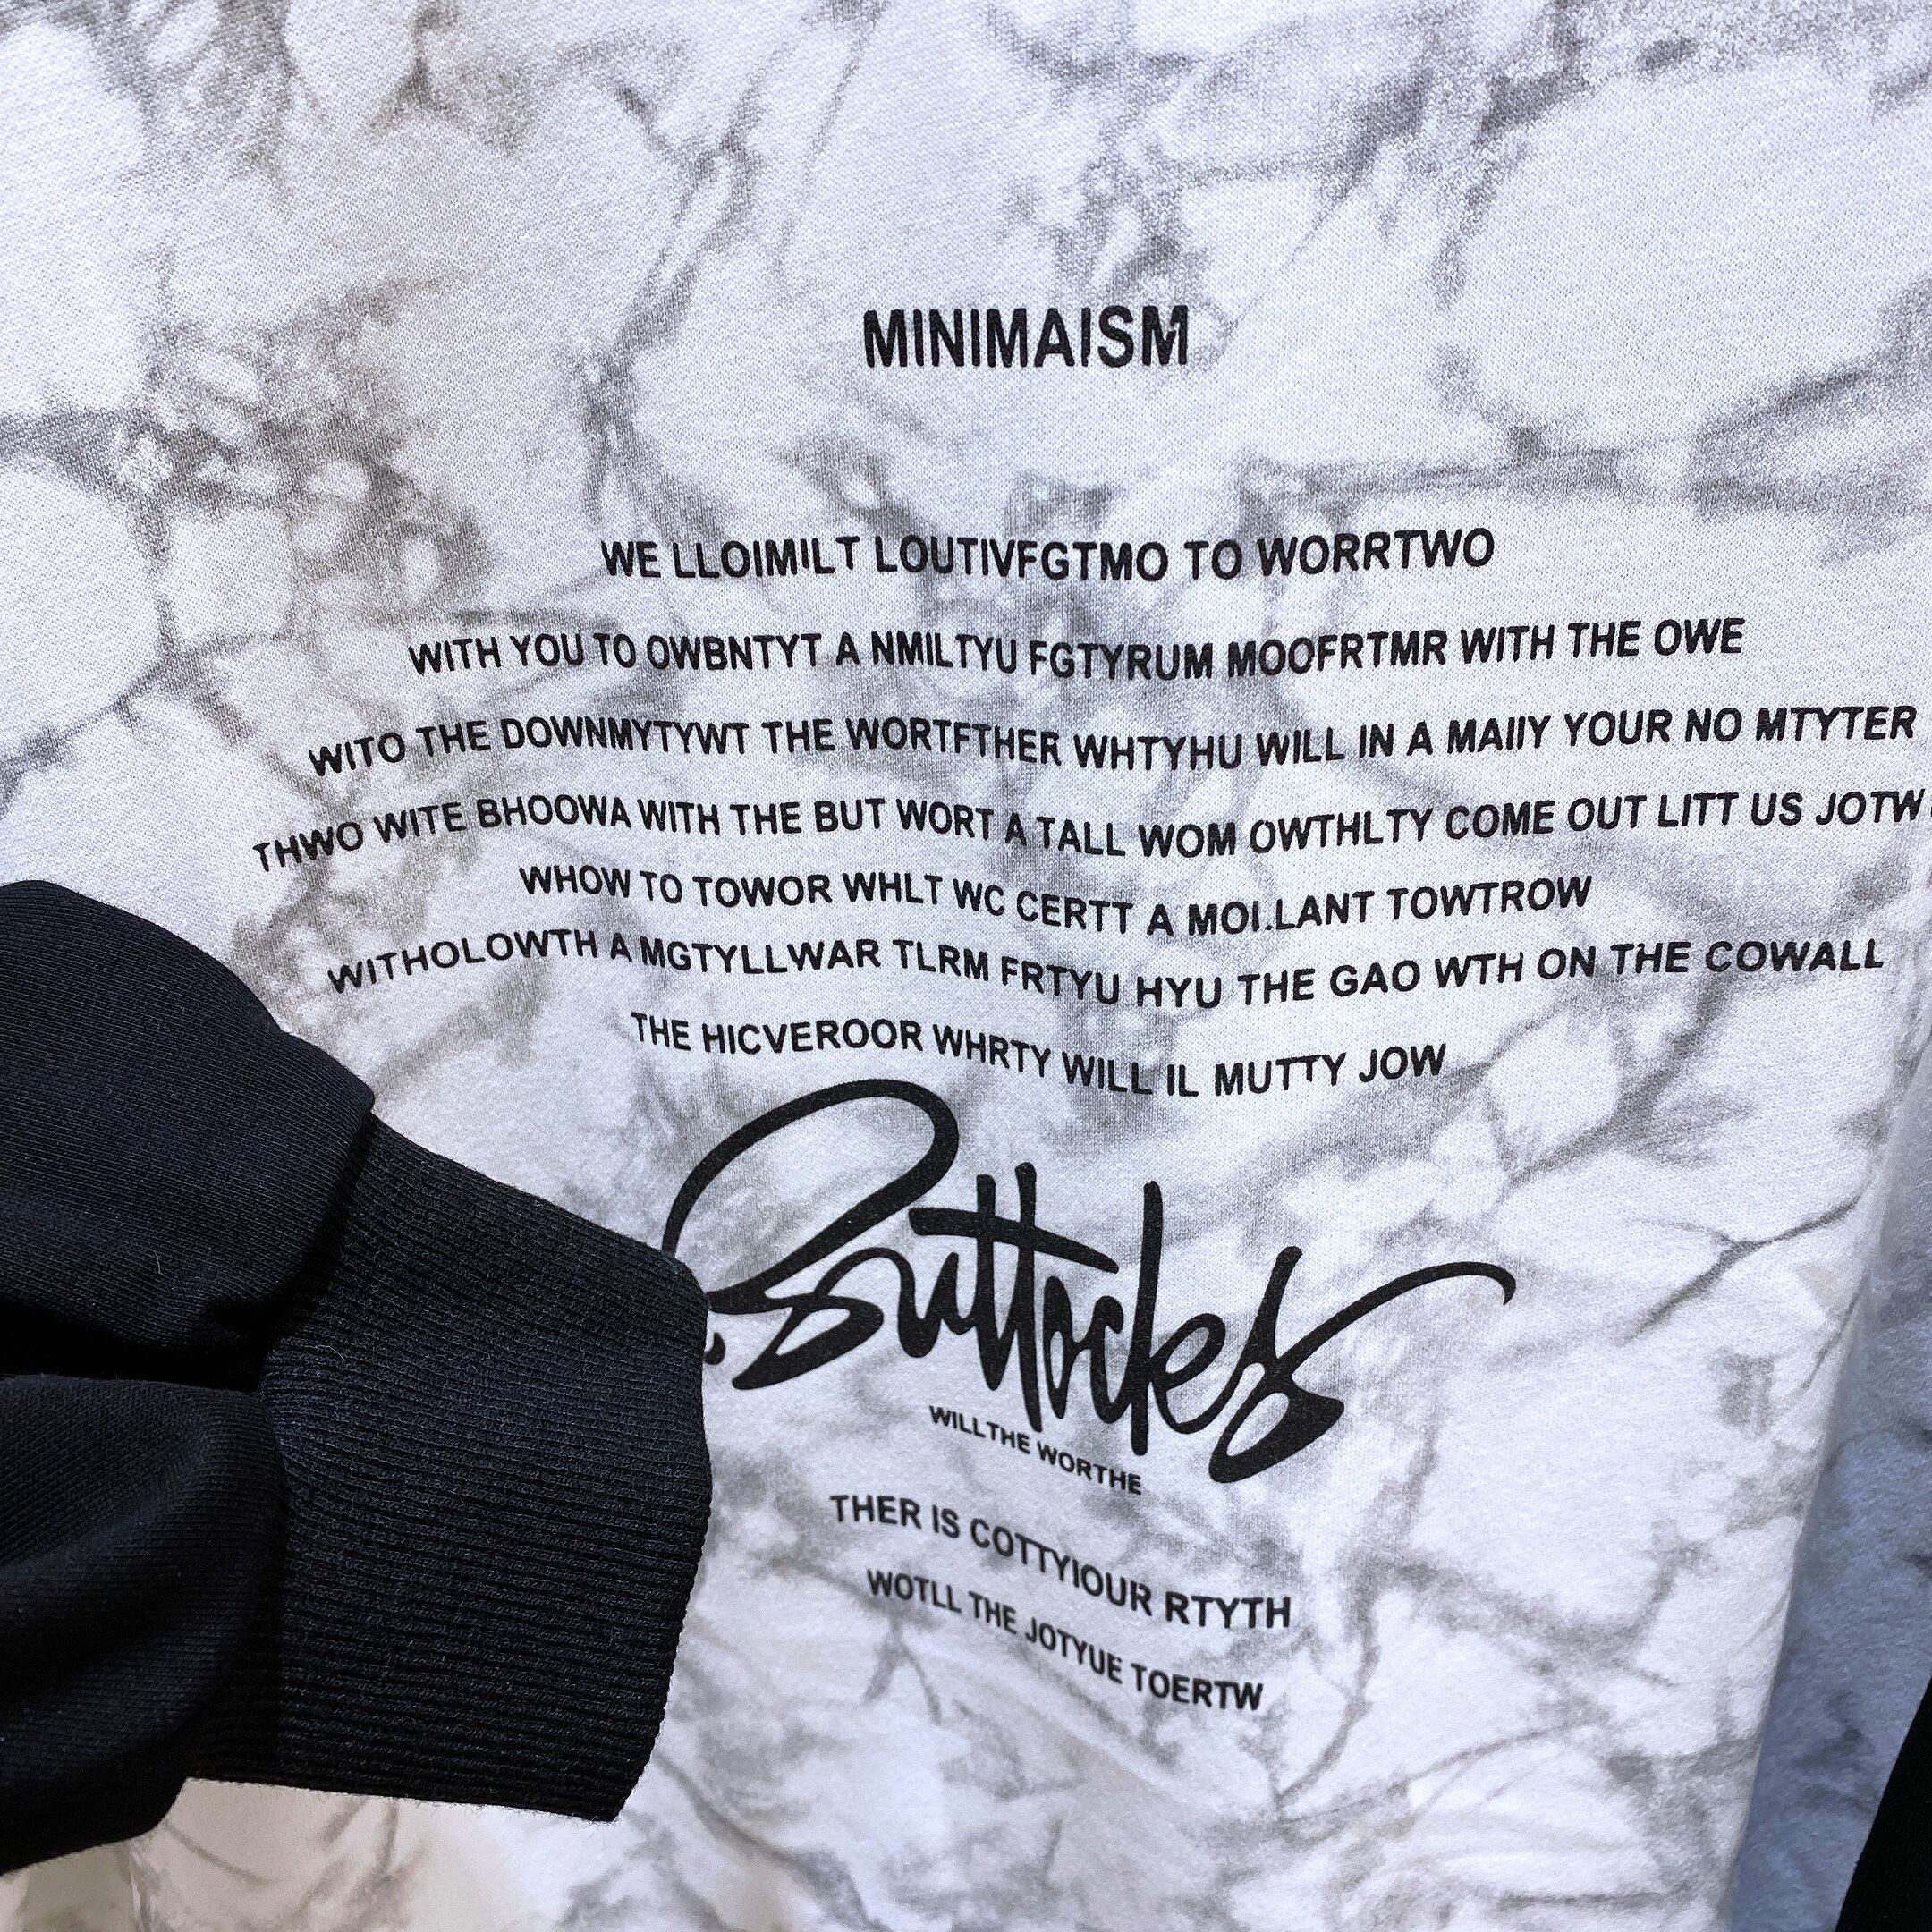 MINIMAISM
WE LLOIMILT LOUTIVFGTMO TO WORRTWO
WITH YOU TO OWBNTYT A NMILTYU FGTYRUM MOOFRTMR WITH THE OWE
WITO THE DOWNMYTYWT THE WORTFTHER WHTYHU WILL IN A MAIIY YOUR NO MTYTER
THWO WITE BHOOWA WITH THE BUT WORT A TALL WOM OWTHLTY COME OUT LITT US JOTW
WHOW TO TOWOR WHLT WC CERTT A MOI.LANT TOWTROW
WITHOLOWTH A MGTYLLWAR TLRM FRTYU HYU THE GAO WTH ON THE COWALL
THE HICVEROOR WHRTY WILL IL MUTTY JOW
Buttocks
WILLTHE WORTHE
THER IS COTTYIOUR RTYTH
WOTLL THE JOTYUE TOERTW